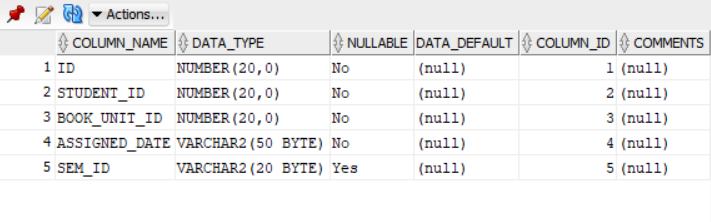 Actions...
COLUMN_NAME DATA_TYPE NULLABLE DATA_DEFAULT COLUMN_ID COMMENTS
1 ID NUMBER(20,0) No (null) 1 (null)
2 STUDENT_ID NUMBER(20,0) No (null) 2 (null)
3 BOOK_UNIT_ID NUMBER(20,0) No (null) 3 (null)
4 ASSIGNED_DATE VARCHAR2(50 BYTE) No (null) 4 (null)
5 SEM_ID VARCHAR2(20 BYTE) Yes (null) 5 (null)